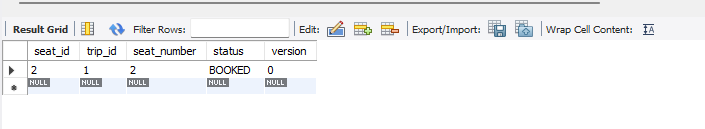 Result Grid Filter Rows: Edit: Export/Import: Wrap Cell Content: IA
seat_id trip_id seat_number status version
2 1 2 BOOKED 0
NULL NULL NULL NULL NULL